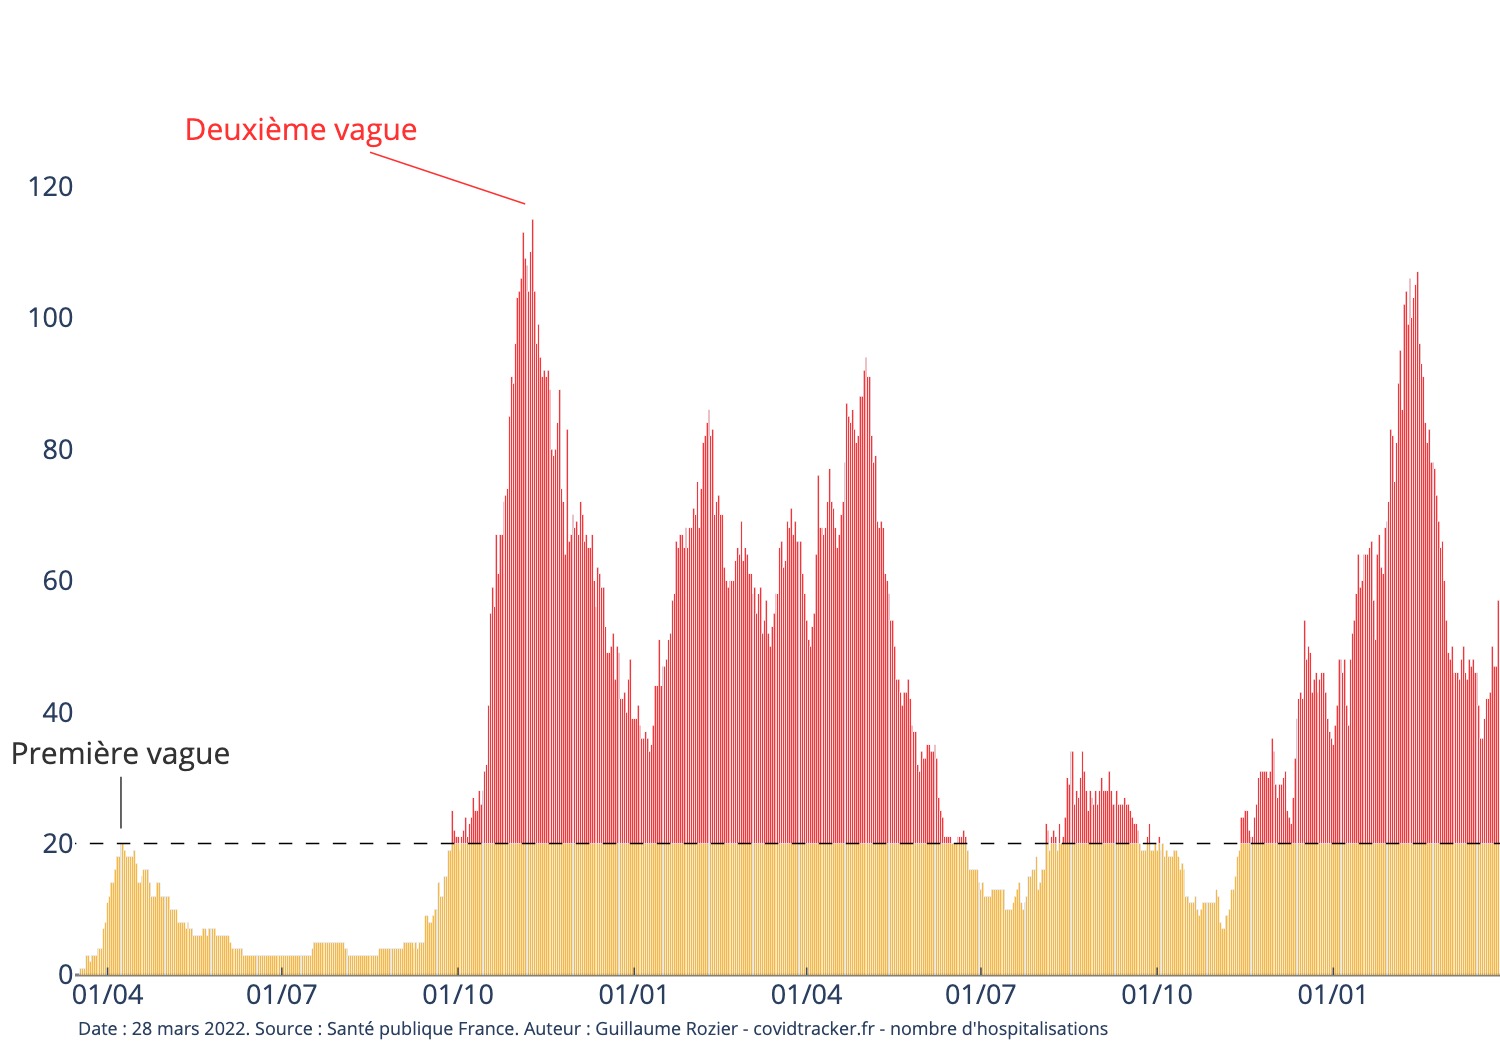 Deuxième vague
120
100
80
60
40
Première vague
20
0
01/04 01/07 01/10 01/01 01/04 01/07 01/10 01/01
Date : 28 mars 2022. Source : Santé publique France. Auteur : Guillaume Rozier - covidtracker.fr - nombre d'hospitalisations